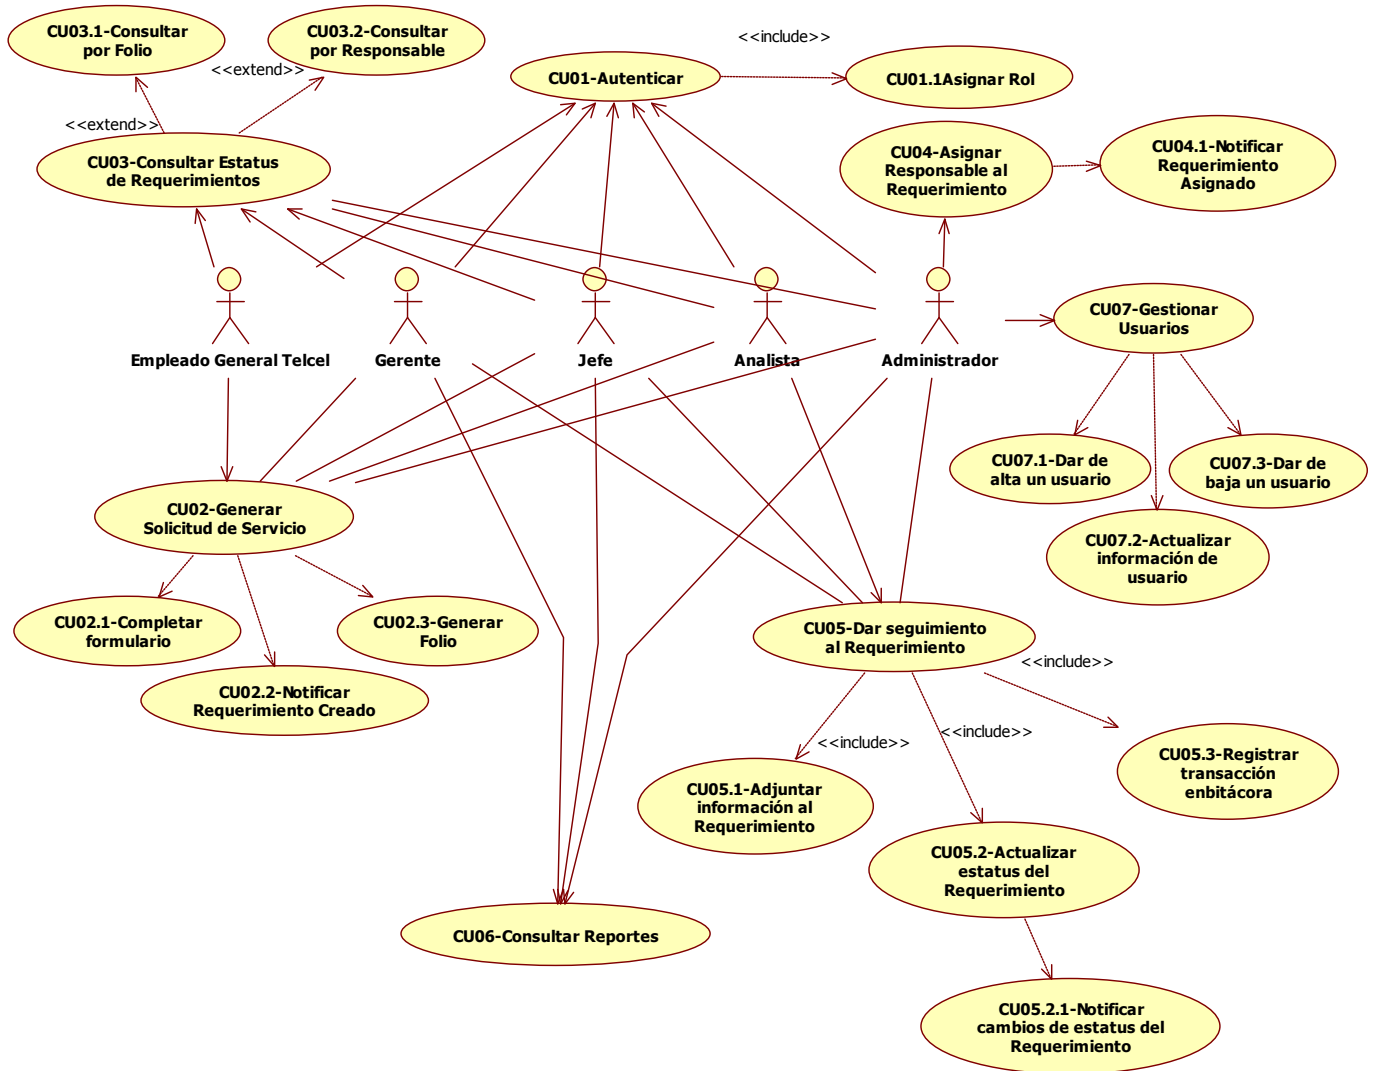 CU03.1-Consultar
por Folio
CU03.2-Consultar
por Responsable
<<include>>
<<extend>>
CU01-Autenticar
CU01.1Asignar Rol
<<extend>>
CU03-Consultar Estatus
de Requerimientos
CU04-Asignar
Responsable al
Requerimiento
CU04.1-Notificar
Requerimiento
Asignado
CU07-Gestionar
Usuarios
Empleado General Telcel
Gerente
Jefe
Analista
Administrador
CU07.1-Dar de
alta un usuario
CU07.3-Dar de
baja un usuario
CU02-Generar
Solicitud de Servicio
CU07.2-Actualizar
información de
usuario
CU02.1-Completar
formulario
CU02.3-Generar
Folio
CU05-Dar seguimiento
al Requerimiento
<<include>>
CU02.2-Notificar
Requerimiento Creado
<<include>>
<<include>>
CU05.3-Registrar
transacción
enbitácora
CU05.1-Adjuntar
información al
Requerimiento
CU05.2-Actualizar
estatus del
Requerimiento
CU06-Consultar Reportes
CU05.2.1-Notificar
cambios de estatus del
Requerimiento